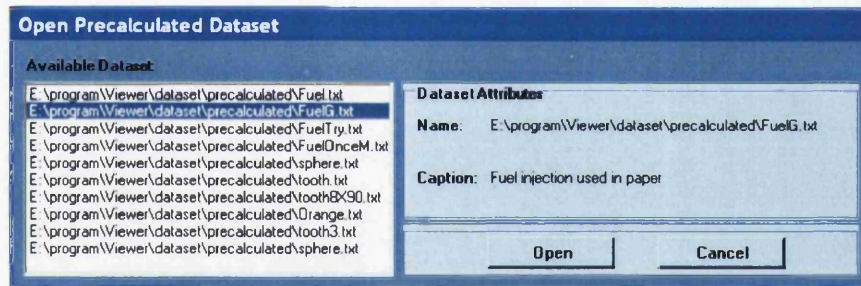 Open Precalculated Dataset
Available Dataset
E:\program\Viewer\dataset\precalculated\Fuel.txt
E:\program\Viewer\dataset\precalculated\FuelG.txt
E:\program\Viewer\dataset\precalculated\FuelTry.txt
E:\program\Viewer\dataset\precalculated\FuelOnceM.txt
E:\program\Viewer\dataset\precalculated\sphere.txt
E:\program\Viewer\dataset\precalculated\tooth.txt
E:\program\Viewer\dataset\precalculated\tooth8X90.txt
E:\program\Viewer\dataset\precalculated\Orange.txt
E:\program\Viewer\dataset\precalculated\tooth3.txt
E:\program\Viewer\dataset\precalculated\sphere.txt
Dataset Attributes
Name: E:\program\Viewer\dataset\precalculated\FuelG.txt
Caption: Fuel injection used in paper
Open Cancel